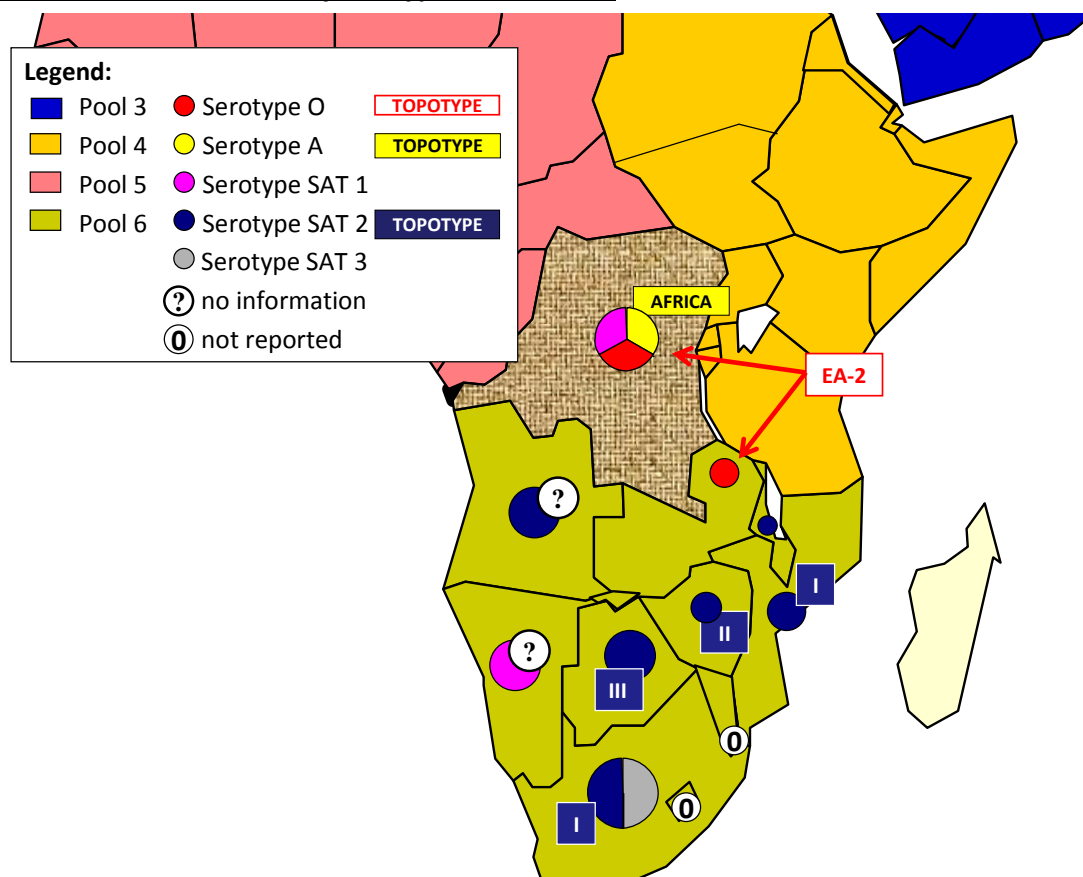 Legend:
Pool 3
Serotype O
TOPOTYPE
Pool 4
Serotype A
TOPOTYPE
Pool 5
Serotype SAT 1
Pool 6
Serotype SAT 2
TOPOTYPE
Serotype SAT 3
? no information
0 not reported
AFRICA
EA-2
?
I
II
?
III
0
I
0